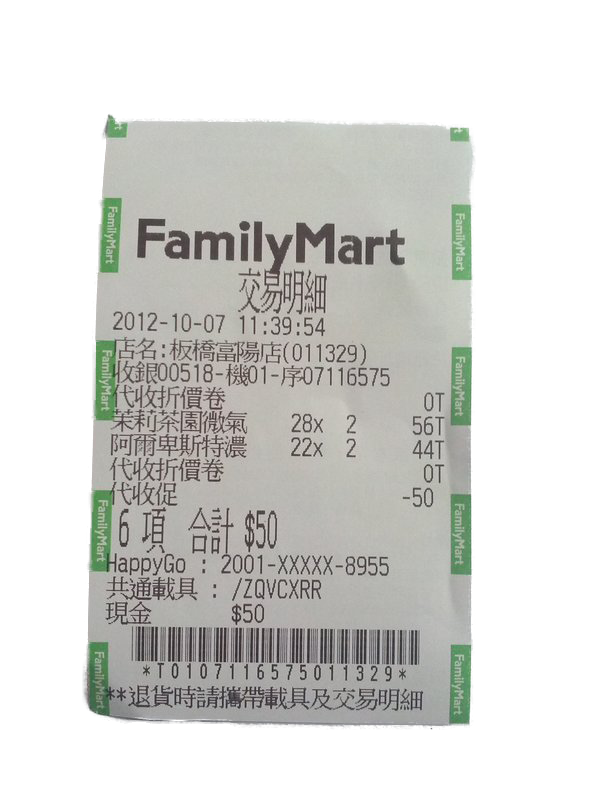 FamilyMart
交易明細
2012-10-07 11:39:54
店名:板橋富陽店(011329)
收銀00518-機01-序07116575
代收折價卷 0T
茉莉茶園微氣 28x 2 56T
阿爾卑斯特濃 22x 2 44T
代收折價卷 0T
代收促 -50
6 項 合計 $50
HappyGo : 2001-XXXXX-8955
共通載具 : /ZQVCXRR
現金 $50
*T0107116575011329*
**退貨時請攜帶載具及交易明細
FamilyMart
FamilyMart
FamilyMart
FamilyMart
FamilyMart
FamilyMart
FamilyMart
FamilyMart